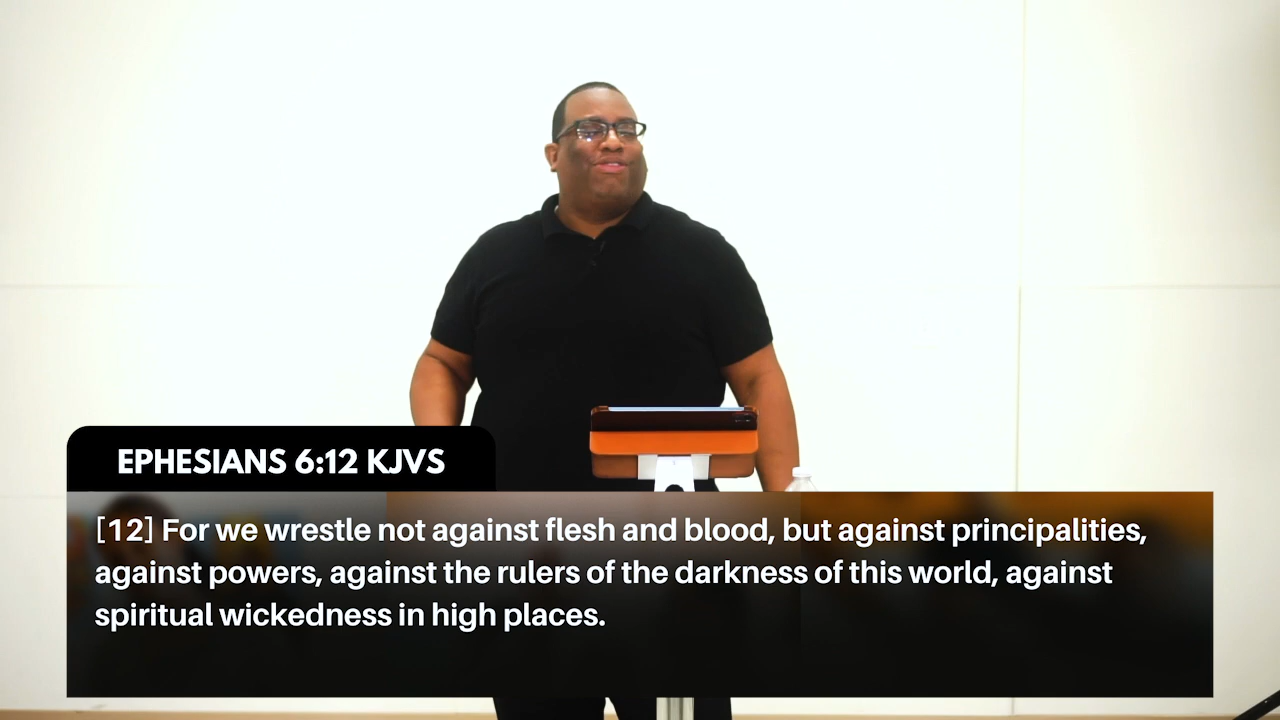 EPHESIANS 6:12 KJVS
[12] For we wrestle not against flesh and blood, but against principalities,
against powers, against the rulers of the darkness of this world, against
spiritual wickedness in high places.